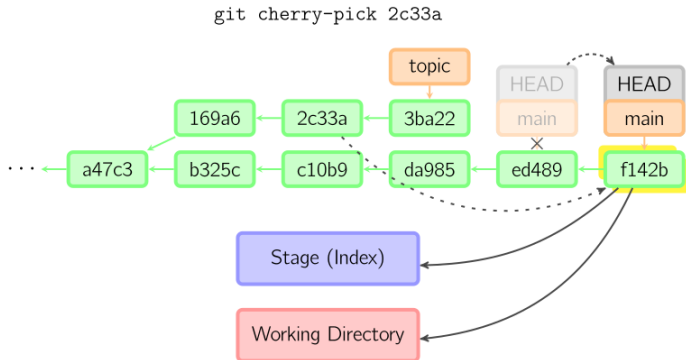 git cherry-pick 2c33a
topic
HEAD
HEAD
169a6
2c33a
3ba22
main
main
...
a47c3
b325c
c10b9
da985
ed489
f142b
Stage (Index)
Working Directory